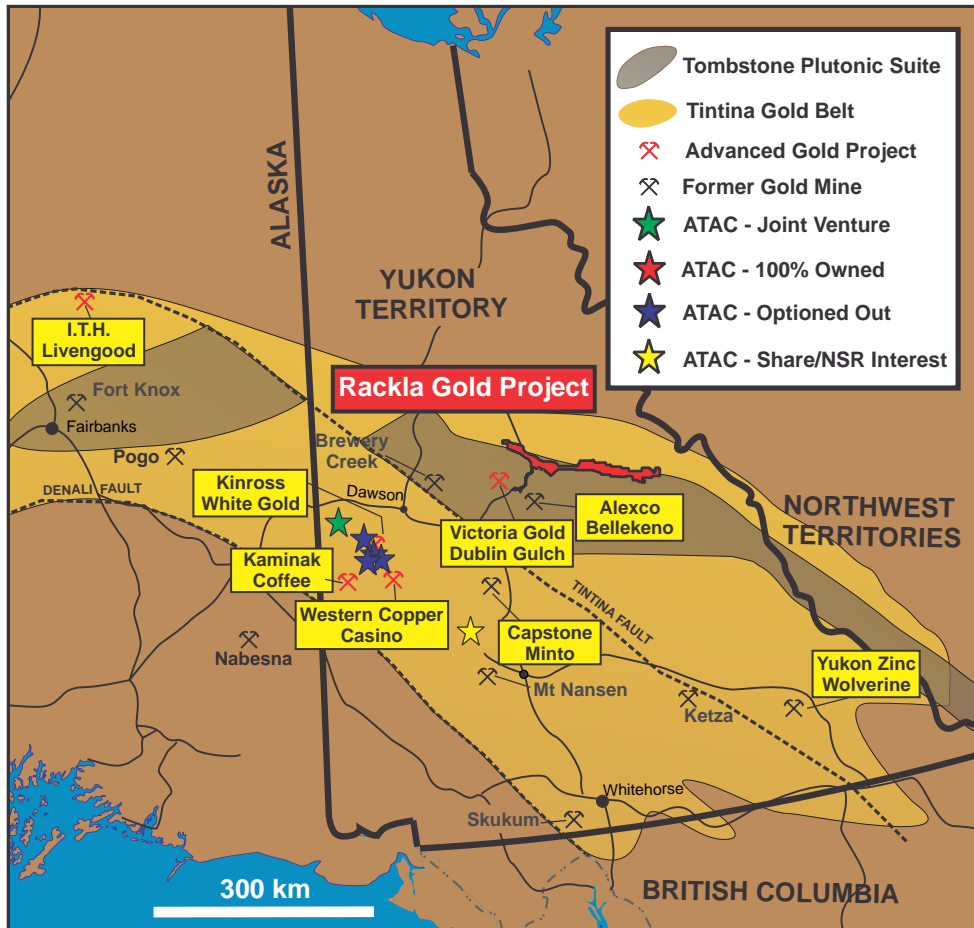 Tombstone Plutonic Suite
Tintina Gold Belt
Advanced Gold Project
Former Gold Mine
ATAC - Joint Venture
ATAC - 100% Owned
ATAC - Optioned Out
ATAC - Share/NSR Interest
ALASKA
YUKON
TERRITORY
I.T.H.
Livengood
Fort Knox
Fairbanks
Pogo
DENALI FAULT
Rackla Gold Project
Brewery
Creek
Kinross
White Gold
Dawson
Victoria Gold
Dublin Gulch
Alexco
Bellekeno
NORTHWEST
TERRITORIES
Kaminak
Coffee
Western Copper
Casino
TINTINA FAULT
Capstone
Minto
Nabesna
Mt Nansen
Yukon Zinc
Wolverine
Ketza
Whitehorse
Skukum
BRITISH COLUMBIA
300 km